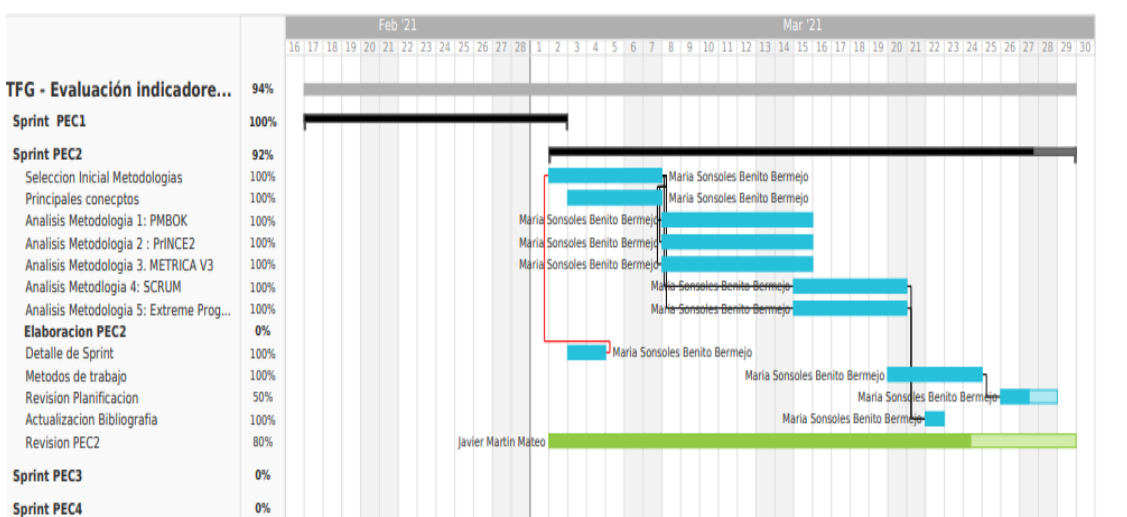 Feb '21 Mar '21
16 17 18 19 20 21 22 23 24 25 26 27 28 1 2 3 4 5 6 7 8 9 10 11 12 13 14 15 16 17 18 19 20 21 22 23 24 25 26 27 28 29 30
TFG - Evaluación indicadore... 94%
Sprint PEC1 100%
Sprint PEC2 92%
Seleccion Inicial Metodologias 100% Maria Sonsoles Benito Bermejo
Principales conecptos 100% Maria Sonsoles Benito Bermejo
Analisis Metodologia 1: PMBOK 100% Maria Sonsoles Benito Bermejo
Analisis Metodologia 2 : PrINCE2 100% Maria Sonsoles Benito Bermejo
Analisis Metodologia 3. METRICA V3 100% Maria Sonsoles Benito Bermejo
Analisis Metodlogia 4: SCRUM 100% Maria Sonsoles Benito Bermejo
Analisis Metodologia 5: Extreme Prog... 100% Maria Sonsoles Benito Bermejo
Elaboracion PEC2 0%
Detalle de Sprint 100% Maria Sonsoles Benito Bermejo
Metodos de trabajo 100% Maria Sonsoles Benito Bermejo
Revision Planificacion 50% Maria Sonsoles Benito Bermejo
Actualizacion Bibliografia 100% Maria Sonsoles Benito Bermejo
Revision PEC2 80% Javier Martin Mateo
Sprint PEC3 0%
Sprint PEC4 0%